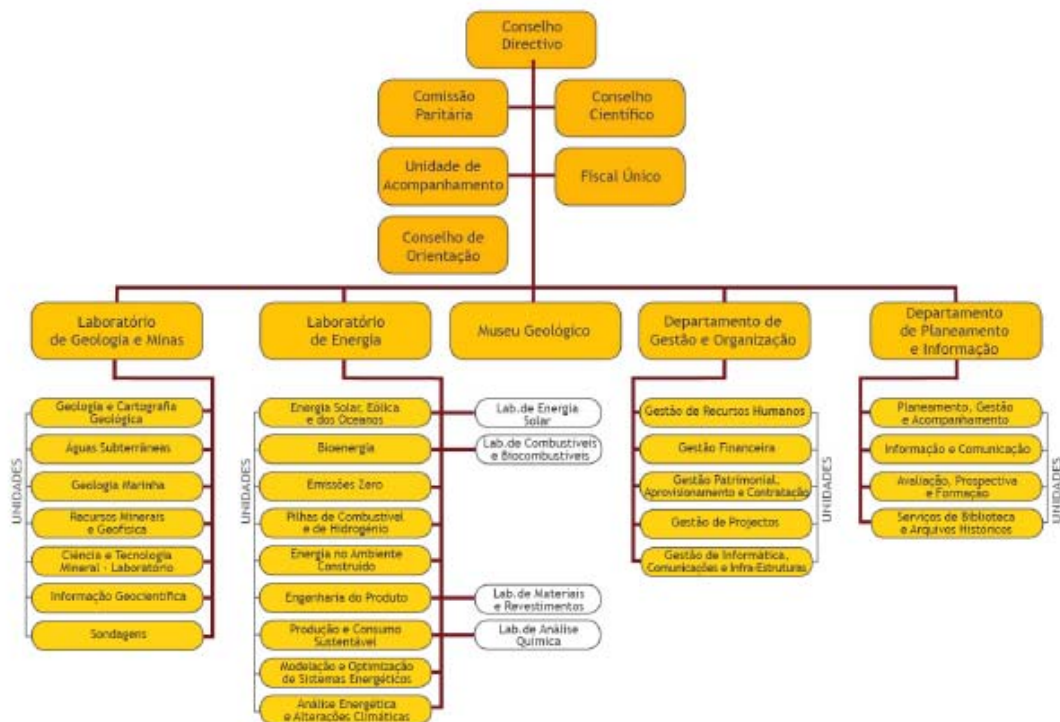 Conselho
Directivo
Comissão
Paritária
Conselho
Científico
Unidade de
Acompanhamento
Fiscal Único
Conselho de
Orientação
Laboratório
de Geologia e Minas
Laboratório
de Energia
Museu Geológico
Departamento de
Gestão e Organização
Departamento
de Planeamento
e Informação
UNIDADES
Geologia e Cartografia
Geológica
Águas Subterrâneas
Geologia Marinha
Recursos Minerais
e Geofísica
Ciência e Tecnologia
Mineral - Laboratório
Informação Geocientífica
Sondagens
UNIDADES
Energia Solar, Eólica
e dos Oceanos
Bioenergia
Emissões Zero
Pilhas de Combustível
e de Hidrogénio
Energia no Ambiente
Construído
Engenharia do Produto
Produção e Consumo
Sustentável
Modelação e Optimização
de Sistemas Energéticos
Análise Energética
e Alterações Climáticas
Lab.de Energia
Solar
Lab.de Combustíveis
e Biocombustíveis
Lab.de Materiais
e Revestimentos
Lab.de Análise
Química
Gestão de Recursos Humanos
Gestão Financeira
Gestão Patrimonial,
Aprovisionamento e Contratação
Gestão de Projectos
Gestão de Informática,
Comunicações e Infra-Estruturas
UNIDADES
Planeamento, Gestão
e Acompanhamento
Informação e Comunicação
Avaliação, Prospectiva
e Formação
Serviços de Biblioteca
e Arquivos Históricos
UNIDADES